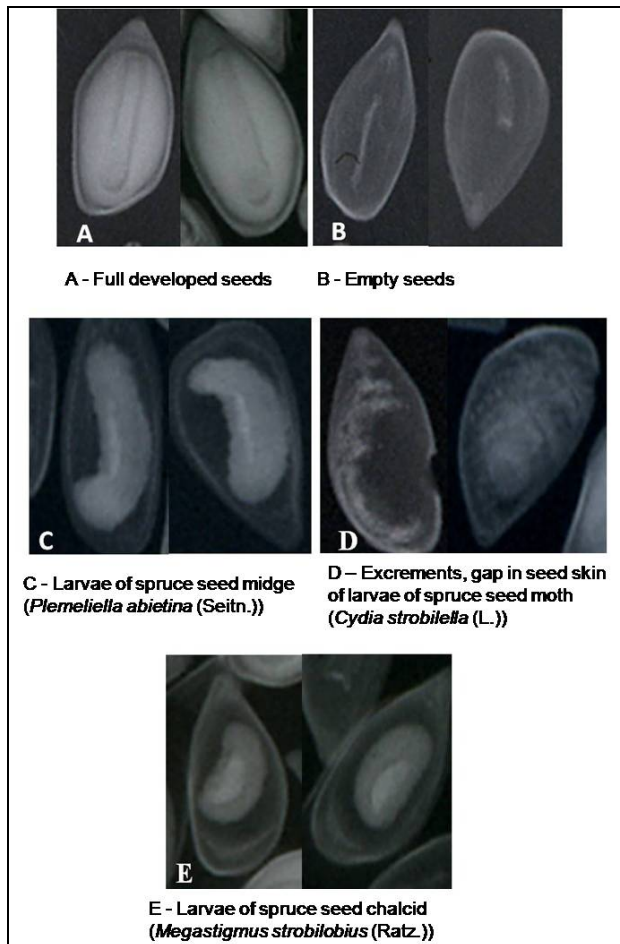 A
B
A - Full developed seeds
B - Empty seeds
C
D
C - Larvae of spruce seed midge
(Plemeliella abietina (Seitn.))
D – Excrements, gap in seed skin
of larvae of spruce seed moth
(Cydia strobilella (L.))
E
E - Larvae of spruce seed chalcid
(Megastigmus strobilobius (Ratz.))